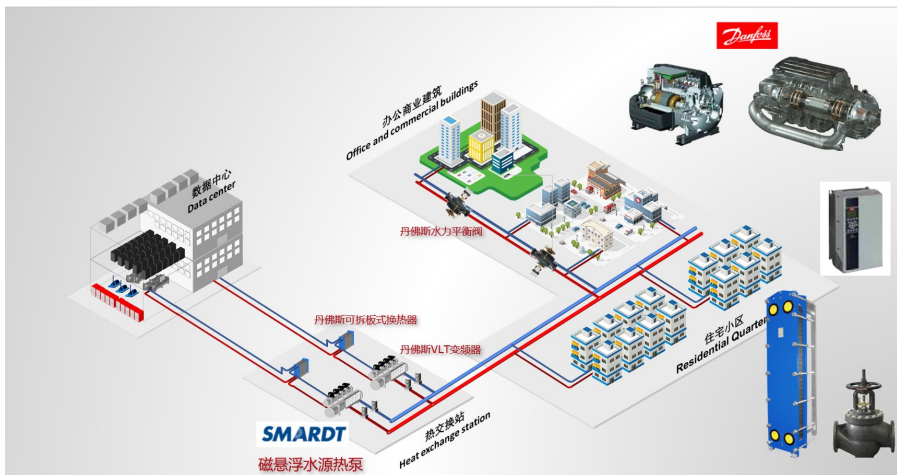 Danfoss
办公商业建筑
Office and commercial buildings
数据中心
Data center
丹佛斯水力平衡阀
丹佛斯可拆板式换热器
丹佛斯VLT变频器
住宅小区
Residential Quarter
热交换站
Heat exchange station
SMARDT
磁悬浮水源热泵